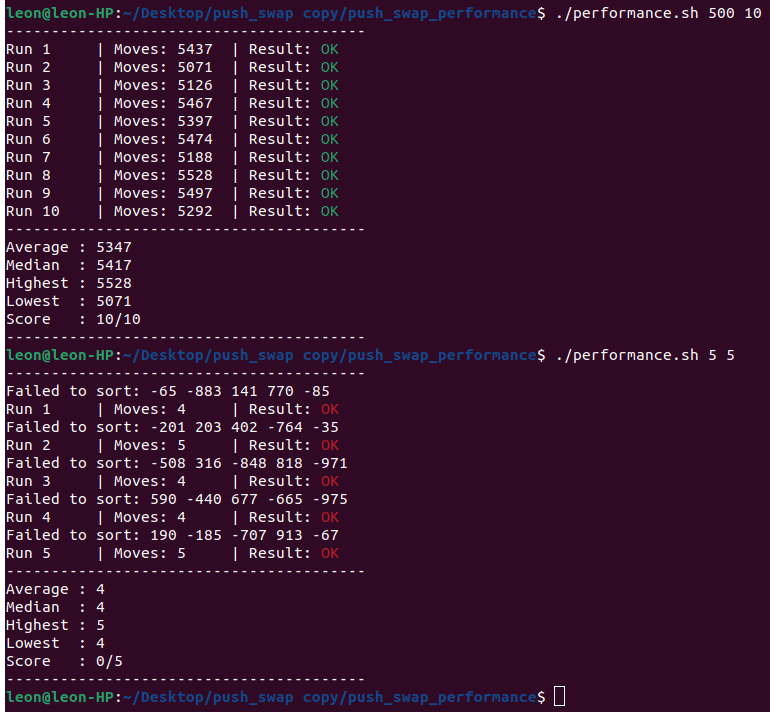 leon@leon-HP:~/Desktop/push_swap copy/push_swap_performance$ ./performance.sh 500 10
----------------------------------------
Run 1     | Moves: 5437  | Result: OK
Run 2     | Moves: 5071  | Result: OK
Run 3     | Moves: 5126  | Result: OK
Run 4     | Moves: 5467  | Result: OK
Run 5     | Moves: 5397  | Result: OK
Run 6     | Moves: 5474  | Result: OK
Run 7     | Moves: 5188  | Result: OK
Run 8     | Moves: 5528  | Result: OK
Run 9     | Moves: 5497  | Result: OK
Run 10    | Moves: 5292  | Result: OK
----------------------------------------
Average : 5347
Median  : 5417
Highest : 5528
Lowest  : 5071
Score   : 10/10
----------------------------------------
leon@leon-HP:~/Desktop/push_swap copy/push_swap_performance$ ./performance.sh 5 5
----------------------------------------
Failed to sort: -65 -883 141 770 -85
Run 1     | Moves: 4     | Result: OK
Failed to sort: -201 203 402 -764 -35
Run 2     | Moves: 5     | Result: OK
Failed to sort: -508 316 -848 818 -971
Run 3     | Moves: 4     | Result: OK
Failed to sort: 590 -440 677 -665 -975
Run 4     | Moves: 4     | Result: OK
Failed to sort: 190 -185 -707 913 -67
Run 5     | Moves: 5     | Result: OK
----------------------------------------
Average : 4
Median  : 4
Highest : 5
Lowest  : 4
Score   : 0/5
----------------------------------------
leon@leon-HP:~/Desktop/push_swap copy/push_swap_performance$